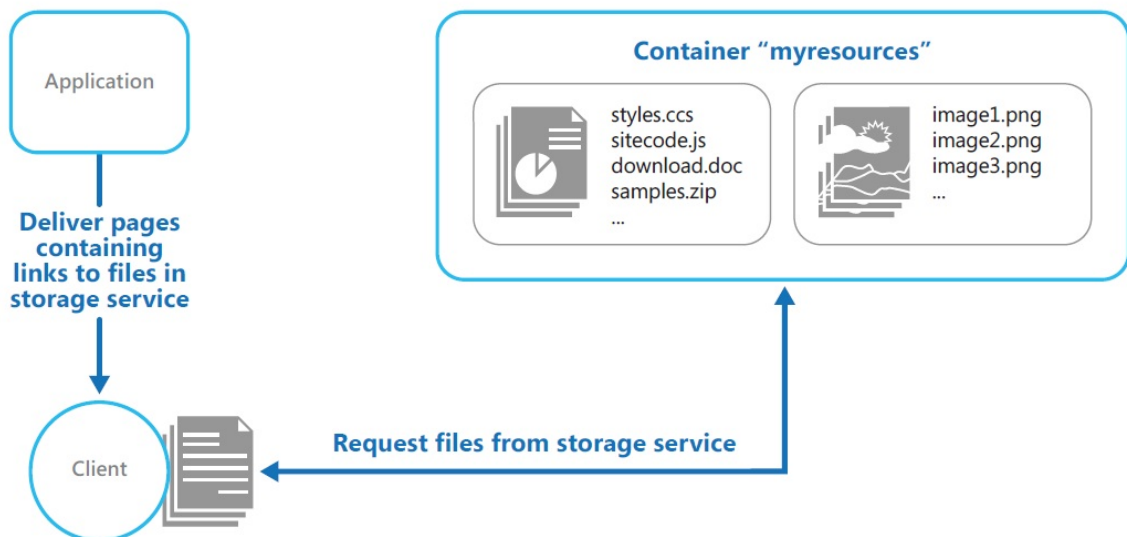 Application
Deliver pages
containing
links to files in
storage service
Client
Container “myresources”
styles.ccs
sitecode.js
download.doc
samples.zip
...
image1.png
image2.png
image3.png
...
Request files from storage service